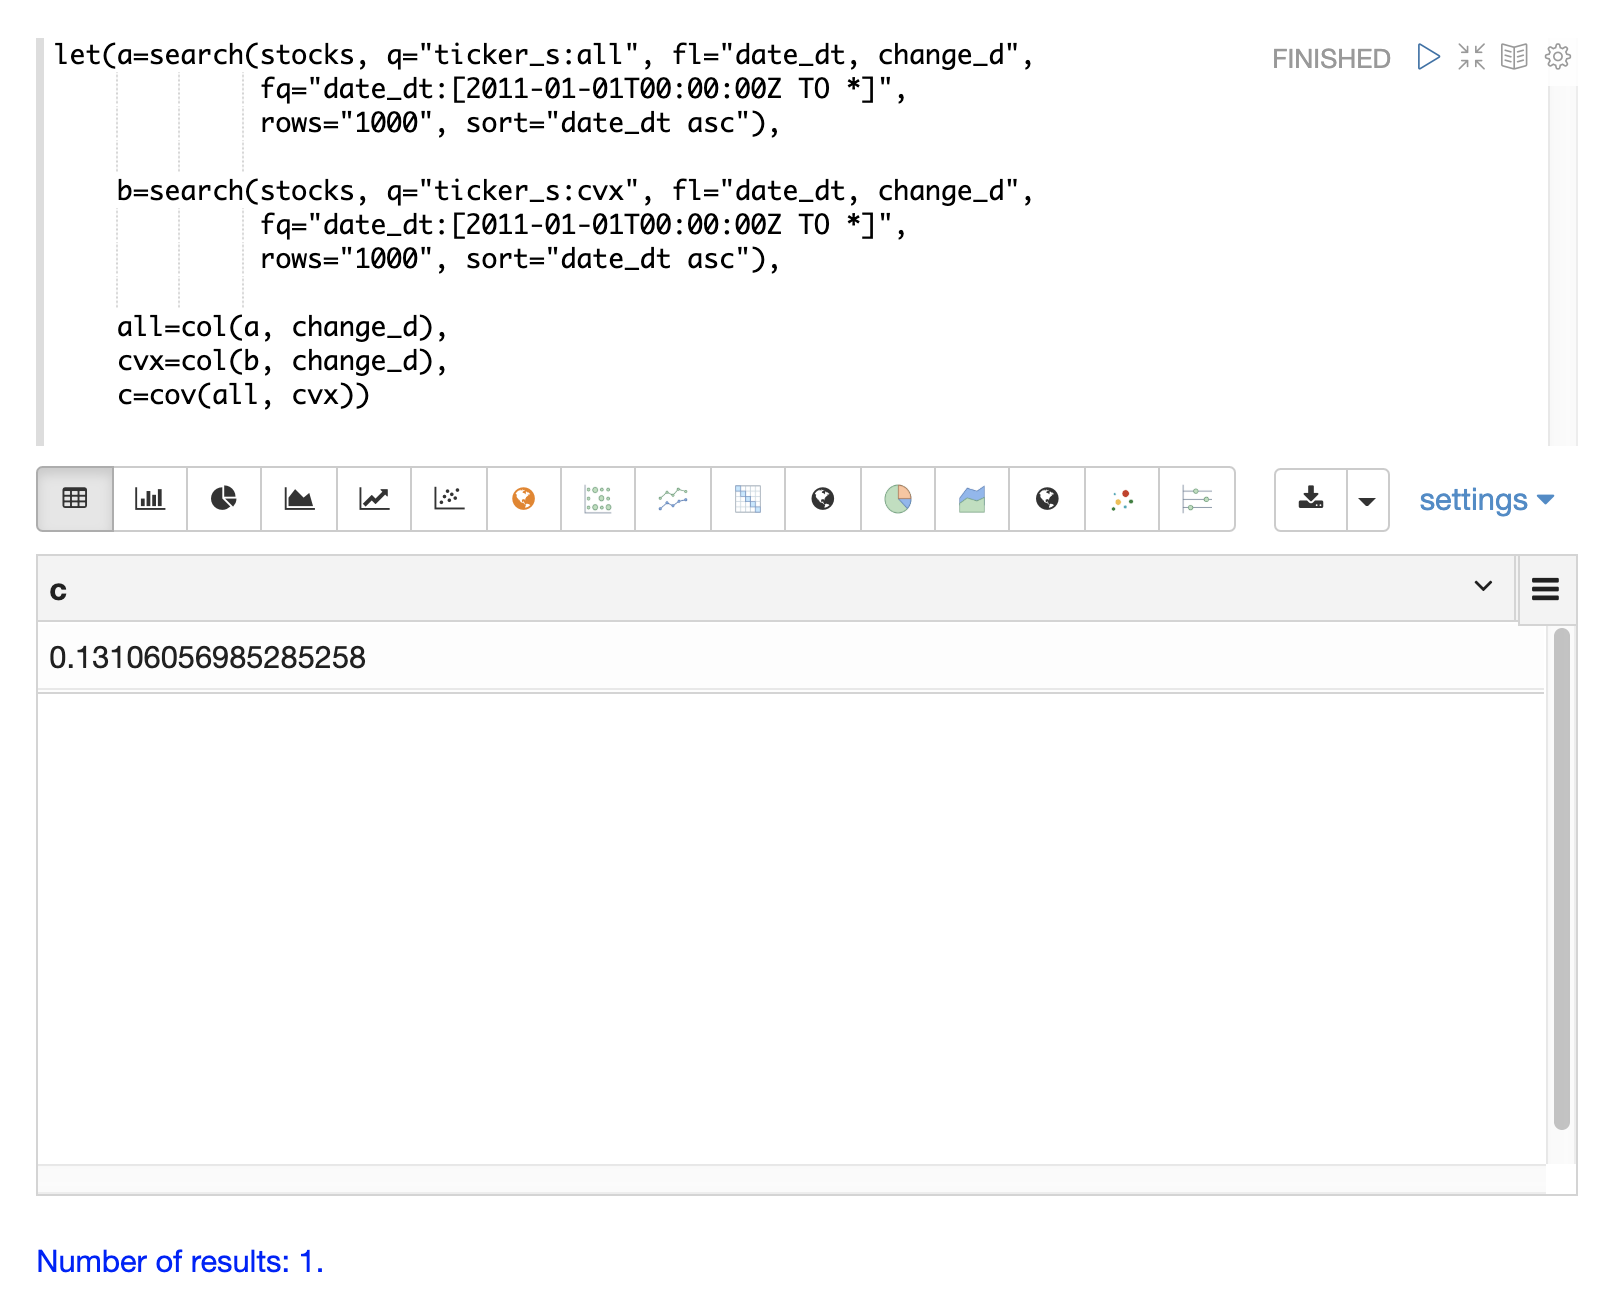 let(a=search(stocks, q="ticker_s:all", fl="date_dt, change_d",
fq="date_dt:[2011-01-01T00:00:00Z TO *]",
rows="1000", sort="date_dt asc"),
b=search(stocks, q="ticker_s:cvx", fl="date_dt, change_d",
fq="date_dt:[2011-01-01T00:00:00Z TO *]",
rows="1000", sort="date_dt asc"),
all=col(a, change_d),
cvx=col(b, change_d),
c=cov(all, cvx))
FINISHED
settings
c
0.13106056985285258
Number of results: 1.